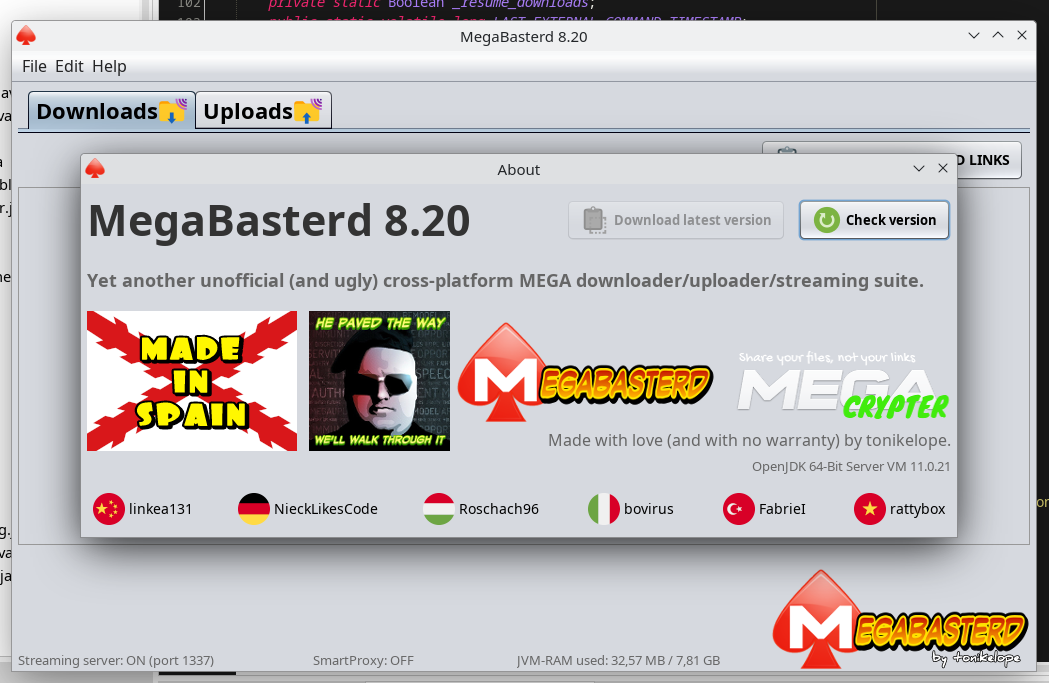 102 private static Boolean _resume_downloads;
MegaBasterd 8.20
File Edit Help
Downloads Uploads
LINKS
About
MegaBasterd 8.20
Download latest version Check version
Yet another unofficial (and ugly) cross-platform MEGA downloader/uploader/streaming suite.
MADE
IN
SPAIN
HE PAVED THE WAY
WE'LL WALK THROUGH IT
MEGABASTERD
Share your files, not your links
MEGA
CRYPTER
Made with love (and with no warranty) by tonikelope.
OpenJDK 64-Bit Server VM 11.0.21
linkea131 NieckLikesCode Roschach96 bovirus FabrieI rattybox
MEGABASTERD
by tonikelope
Streaming server: ON (port 1337) SmartProxy: OFF JVM-RAM used: 32,57 MB / 7,81 GB